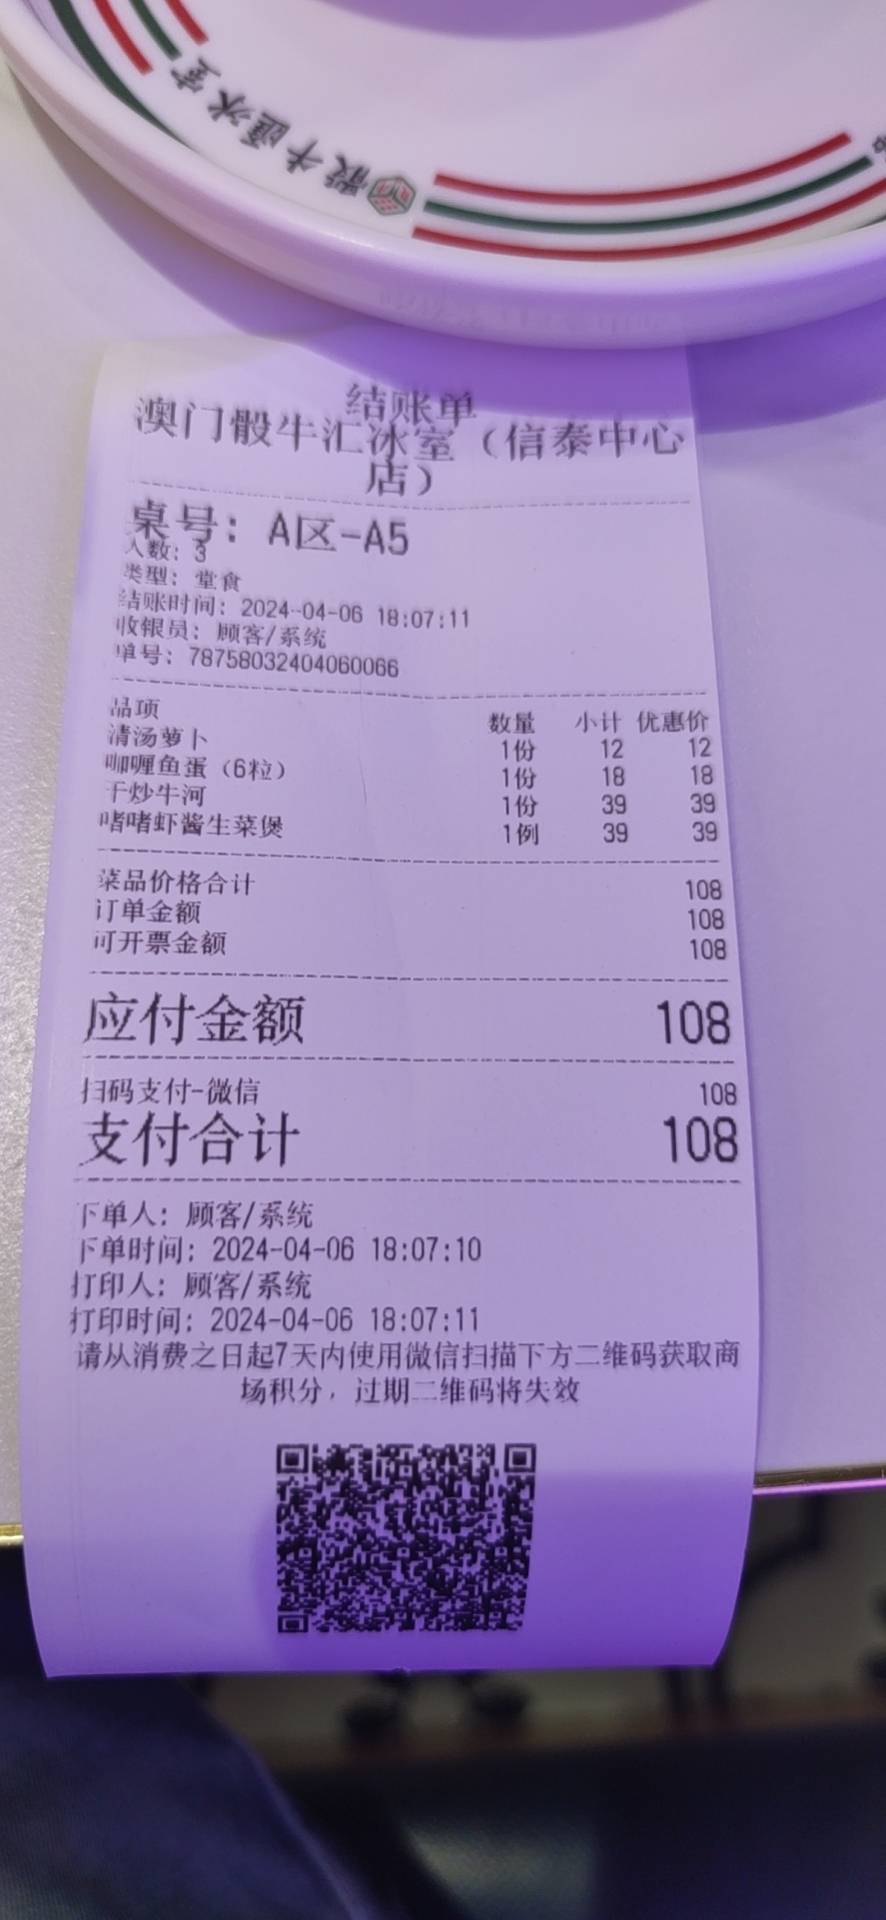 骰牛滙冰室
结账单
澳门骰牛汇冰室（信泰中心
店）
桌号：A区-A5
人数：3
类型：堂食
结账时间：2024-04-06 18:07:11
收银员：顾客/系统
单号：78758032404060066
品项 数量 小计 优惠价
清汤萝卜 1份 12 12
咖喱鱼蛋（6粒） 1份 18 18
干炒牛河 1份 39 39
啫啫虾酱生菜煲 1例 39 39
菜品价格合计 108
订单金额 108
可开票金额 108
应付金额 108
扫码支付-微信 108
支付合计 108
下单人：顾客/系统
下单时间：2024-04-06 18:07:10
打印人：顾客/系统
打印时间：2024-04-06 18:07:11
请从消费之日起7天内使用微信扫描下方二维码获取商
场积分，过期二维码将失效